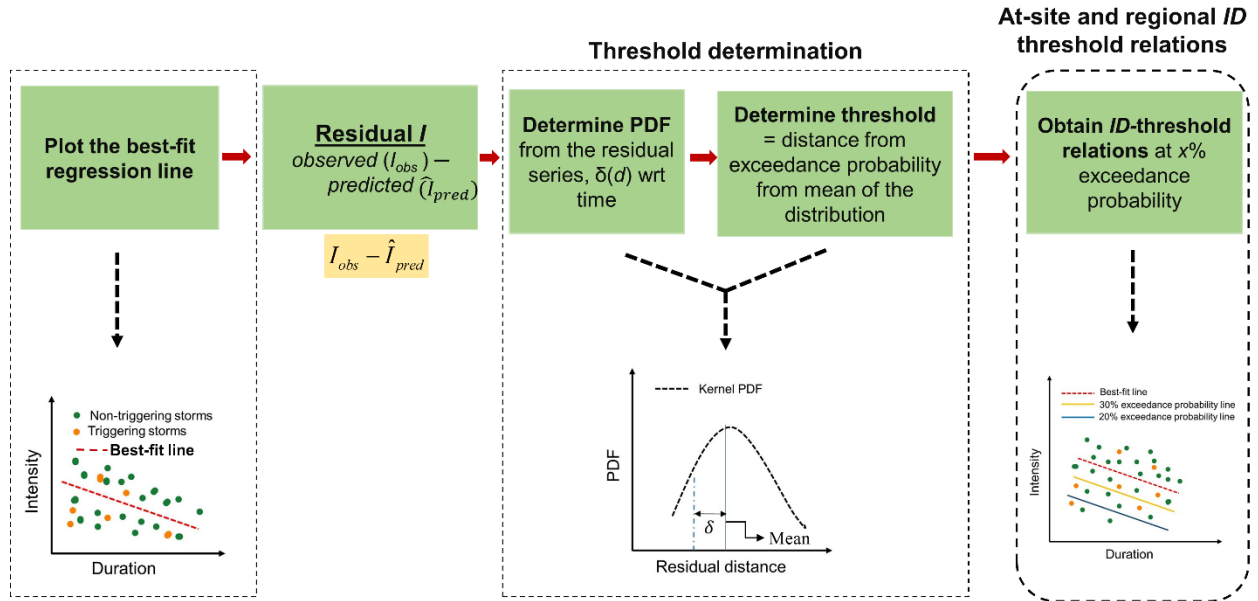 At-site and regional ID
threshold relations
Threshold determination
Plot the best-fit
regression line
Residual I
observed (I_obs) –
predicted (Î_pred)
I_obs − Î_pred
Determine PDF
from the residual
series, δ(d) wrt
time
Determine threshold
= distance from
exceedance probability
from mean of the
distribution
Obtain ID-threshold
relations at x%
exceedance
probability
Non-triggering storms
Triggering storms
Best-fit line
Intensity
Duration
Kernel PDF
PDF
δ
Mean
Residual distance
Best-fit line
30% exceedance probability line
20% exceedance probability line
Intensity
Duration